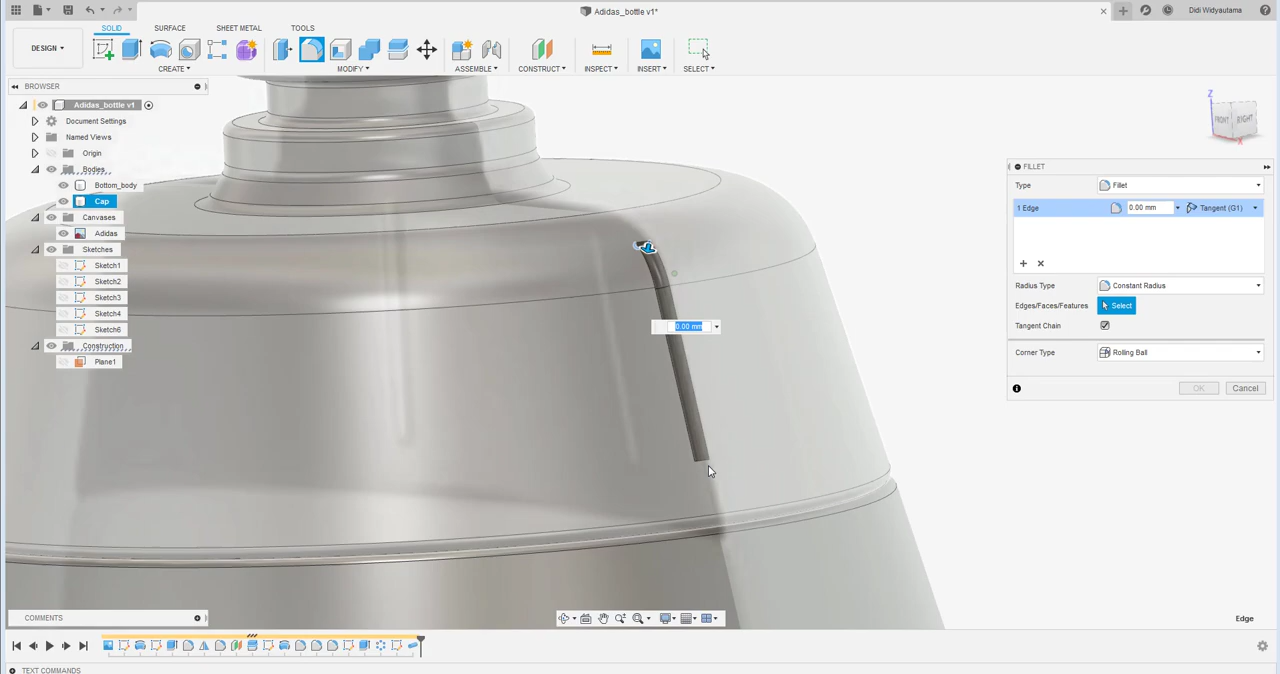 Adidas_bottle v1*
Didi Widyautama
SOLID
SURFACE
SHEET METAL
TOOLS
DESIGN
CREATE
MODIFY
ASSEMBLE
CONSTRUCT
INSPECT
INSERT
SELECT
BROWSER
Adidas_bottle v1
Document Settings
Named Views
Origin
Bodies
Bottom_body
Cap
Canvases
Adidas
Sketches
Sketch1
Sketch2
Sketch3
Sketch4
Sketch6
Construction
Plane1
Z
FRONT
RIGHT
X
FILLET
Type
Fillet
1 Edge
0.00 mm
Tangent (G1)
Radius Type
Constant Radius
Edges/Faces/Features
Select
Tangent Chain
Corner Type
Rolling Ball
OK
Cancel
0.00 mm
COMMENTS
Edge
TEXT COMMANDS